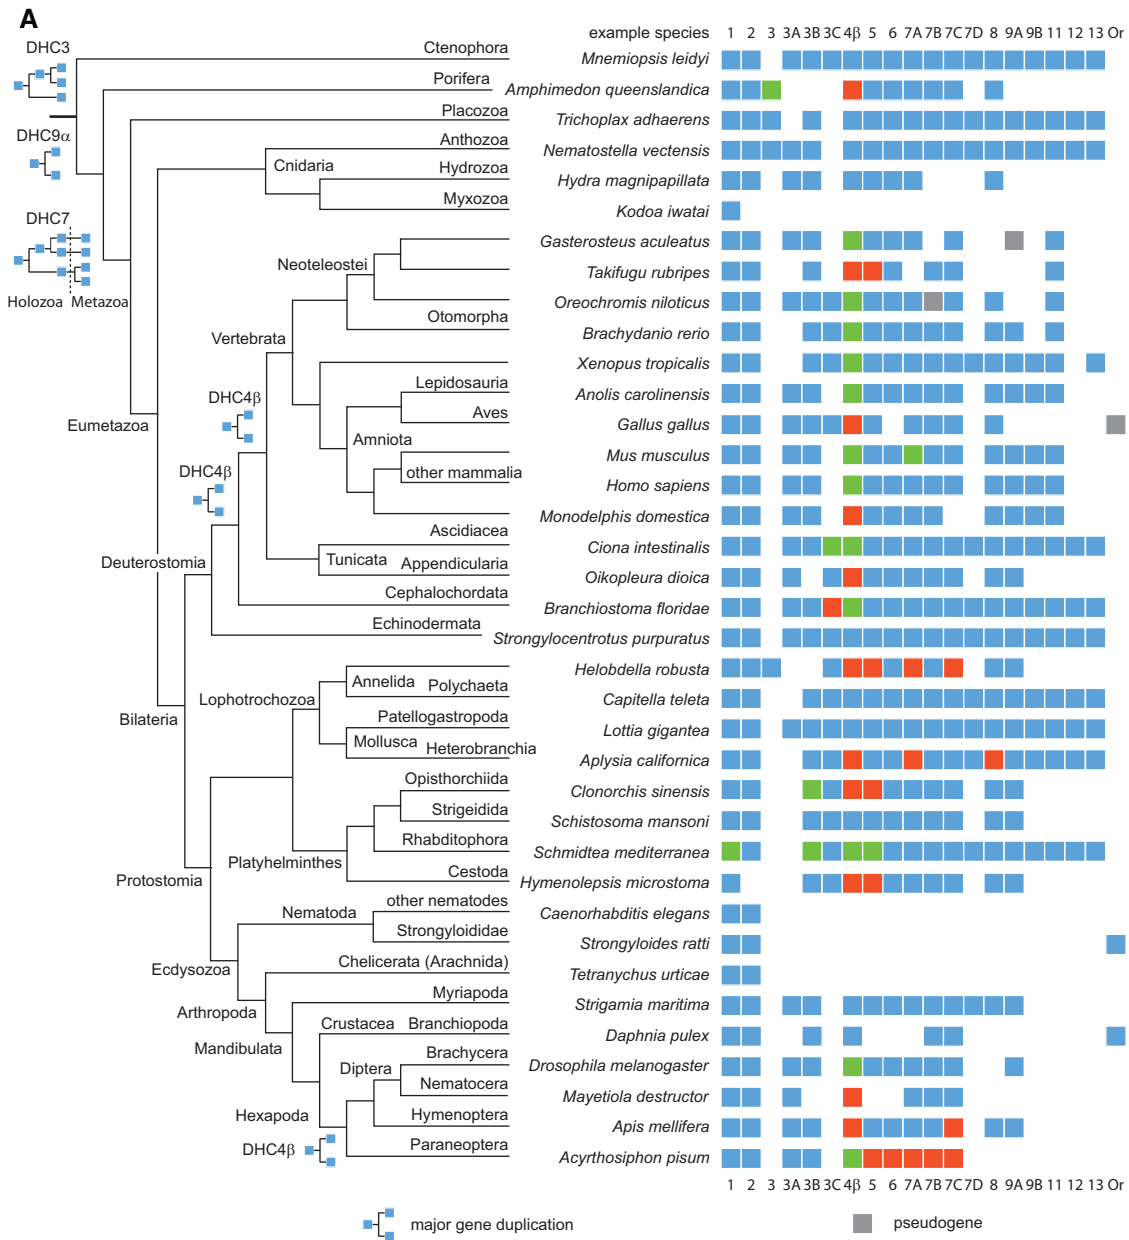 A
example species 1 2 3 3A 3B 3C 4β 5 6 7A 7B 7C 7D 8 9A 9B 11 12 13 Or
DHC3
Ctenophora Mnemiopsis leidyi
Porifera Amphimedon queenslandica
Placozoa Trichoplax adhaerens
DHC9α
Anthozoa Nematostella vectensis
Cnidaria
Hydrozoa Hydra magnipapillata
Myxozoa Kodoa iwatai
DHC7
Holozoa Metazoa
Gasterosteus aculeatus
Neoteleostei
Takifugu rubripes
Oreochromis niloticus
Otomorpha Brachydanio rerio
Vertebrata
Xenopus tropicalis
Lepidosauria Anolis carolinensis
DHC4β
Aves Gallus gallus
Eumetazoa
Amniota
Mus musculus
other mammalia Homo sapiens
DHC4β
Monodelphis domestica
Ascidiacea Ciona intestinalis
Deuterostomia
Tunicata Appendicularia Oikopleura dioica
Cephalochordata Branchiostoma floridae
Echinodermata Strongylocentrotus purpuratus
Helobdella robusta
Annelida Polychaeta Capitella teleta
Lophotrochozoa
Bilateria
Patellogastropoda Lottia gigantea
Mollusca Heterobranchia Aplysia californica
Opisthorchiida Clonorchis sinensis
Strigeidida Schistosoma mansoni
Rhabditophora Schmidtea mediterranea
Platyhelminthes
Cestoda Hymenolepis microstoma
Protostomia
other nematodes Caenorhabditis elegans
Nematoda
Strongyloididae Strongyloides ratti
Ecdysozoa
Chelicerata (Arachnida) Tetranychus urticae
Myriapoda Strigamia maritima
Arthropoda
Crustacea Branchiopoda Daphnia pulex
Mandibulata
Brachycera Drosophila melanogaster
Diptera
Nematocera Mayetiola destructor
Hexapoda
Hymenoptera Apis mellifera
DHC4β
Paraneoptera Acyrthosiphon pisum
1 2 3 3A 3B 3C 4β 5 6 7A 7B 7C 7D 8 9A 9B 11 12 13 Or
major gene duplication
pseudogene